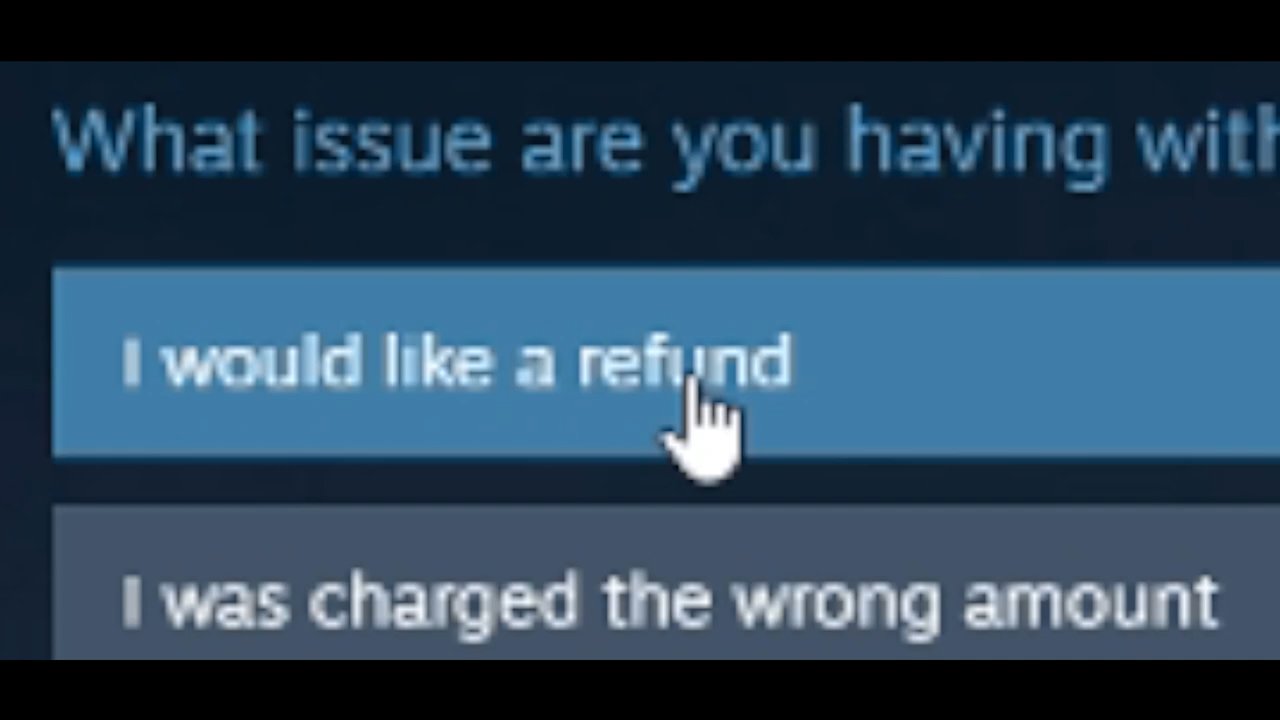 What issue are you having with
I would like a refund
I was charged the wrong amount